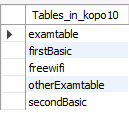 Tables_in_kopo10
examtable
firstBasic
freewifi
otherExamtable
secondBasic